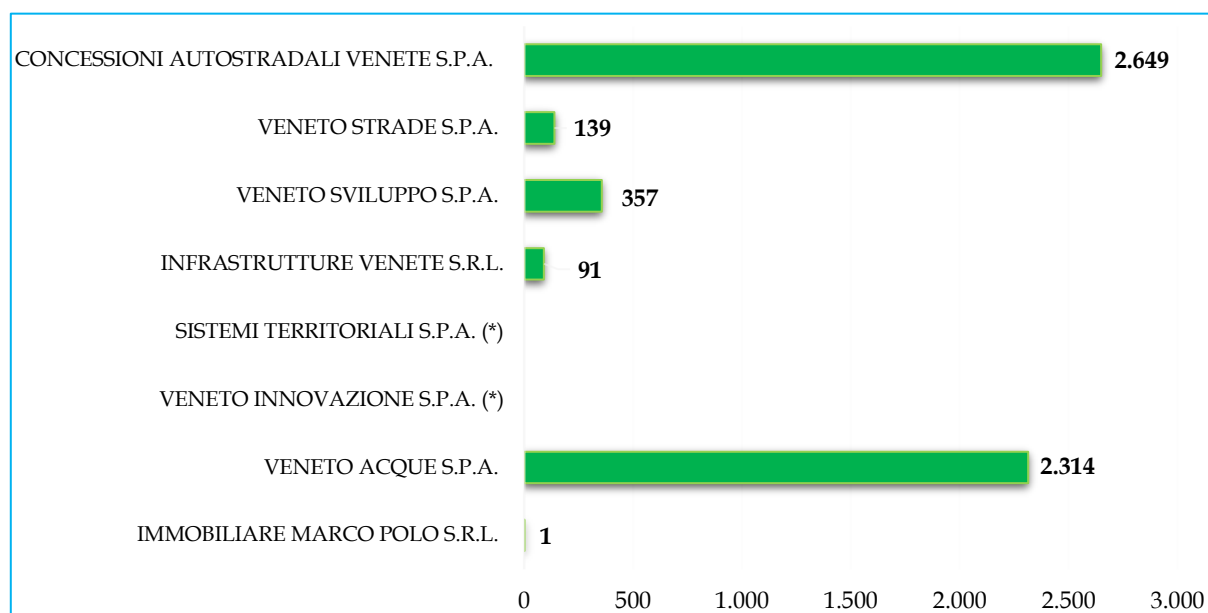 CONCESSIONI AUTOSTRADALI VENETE S.P.A. 2.649
VENETO STRADE S.P.A. 139
VENETO SVILUPPO S.P.A. 357
INFRASTRUTTURE VENETE S.R.L. 91
SISTEMI TERRITORIALI S.P.A. (*)
VENETO INNOVAZIONE S.P.A. (*)
VENETO ACQUE S.P.A. 2.314
IMMOBILIARE MARCO POLO S.R.L. 1
0 500 1.000 1.500 2.000 2.500 3.000